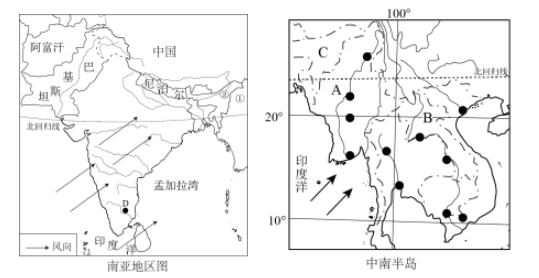 阿富汗
中国
巴
基
斯
坦
尼泊尔
②
①
北回归线
孟加拉湾
D
印度洋
风向
南亚地区图
100°
C
北回归线
A
20°
B
印度洋
10°
中南半岛